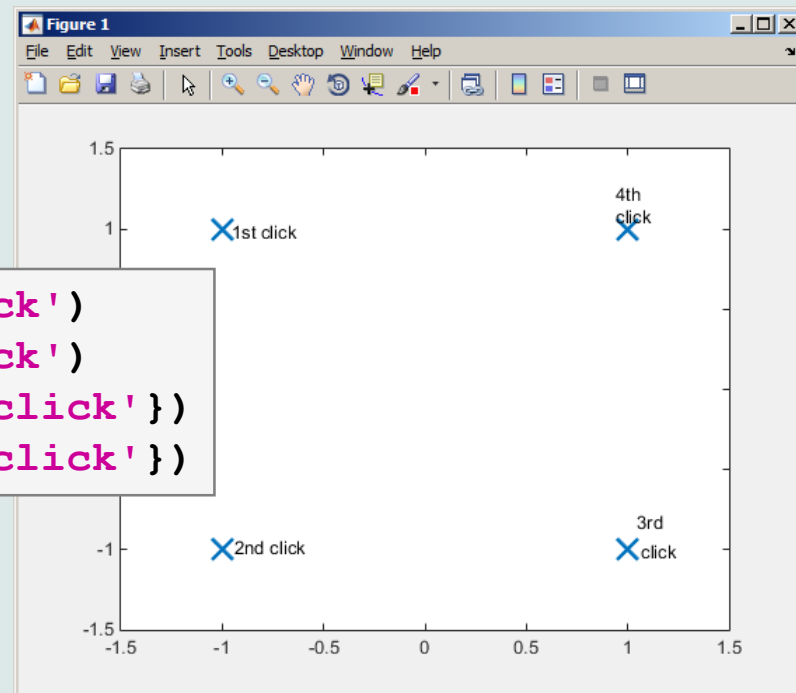 Figure 1
File Edit View Insert Tools Desktop Window Help
1.5
4th
click
1
1st click
ck')
ck')
click'})
click'})
3rd
-1
2nd click
click
-1.5
-1.5 -1 -0.5 0 0.5 1 1.5